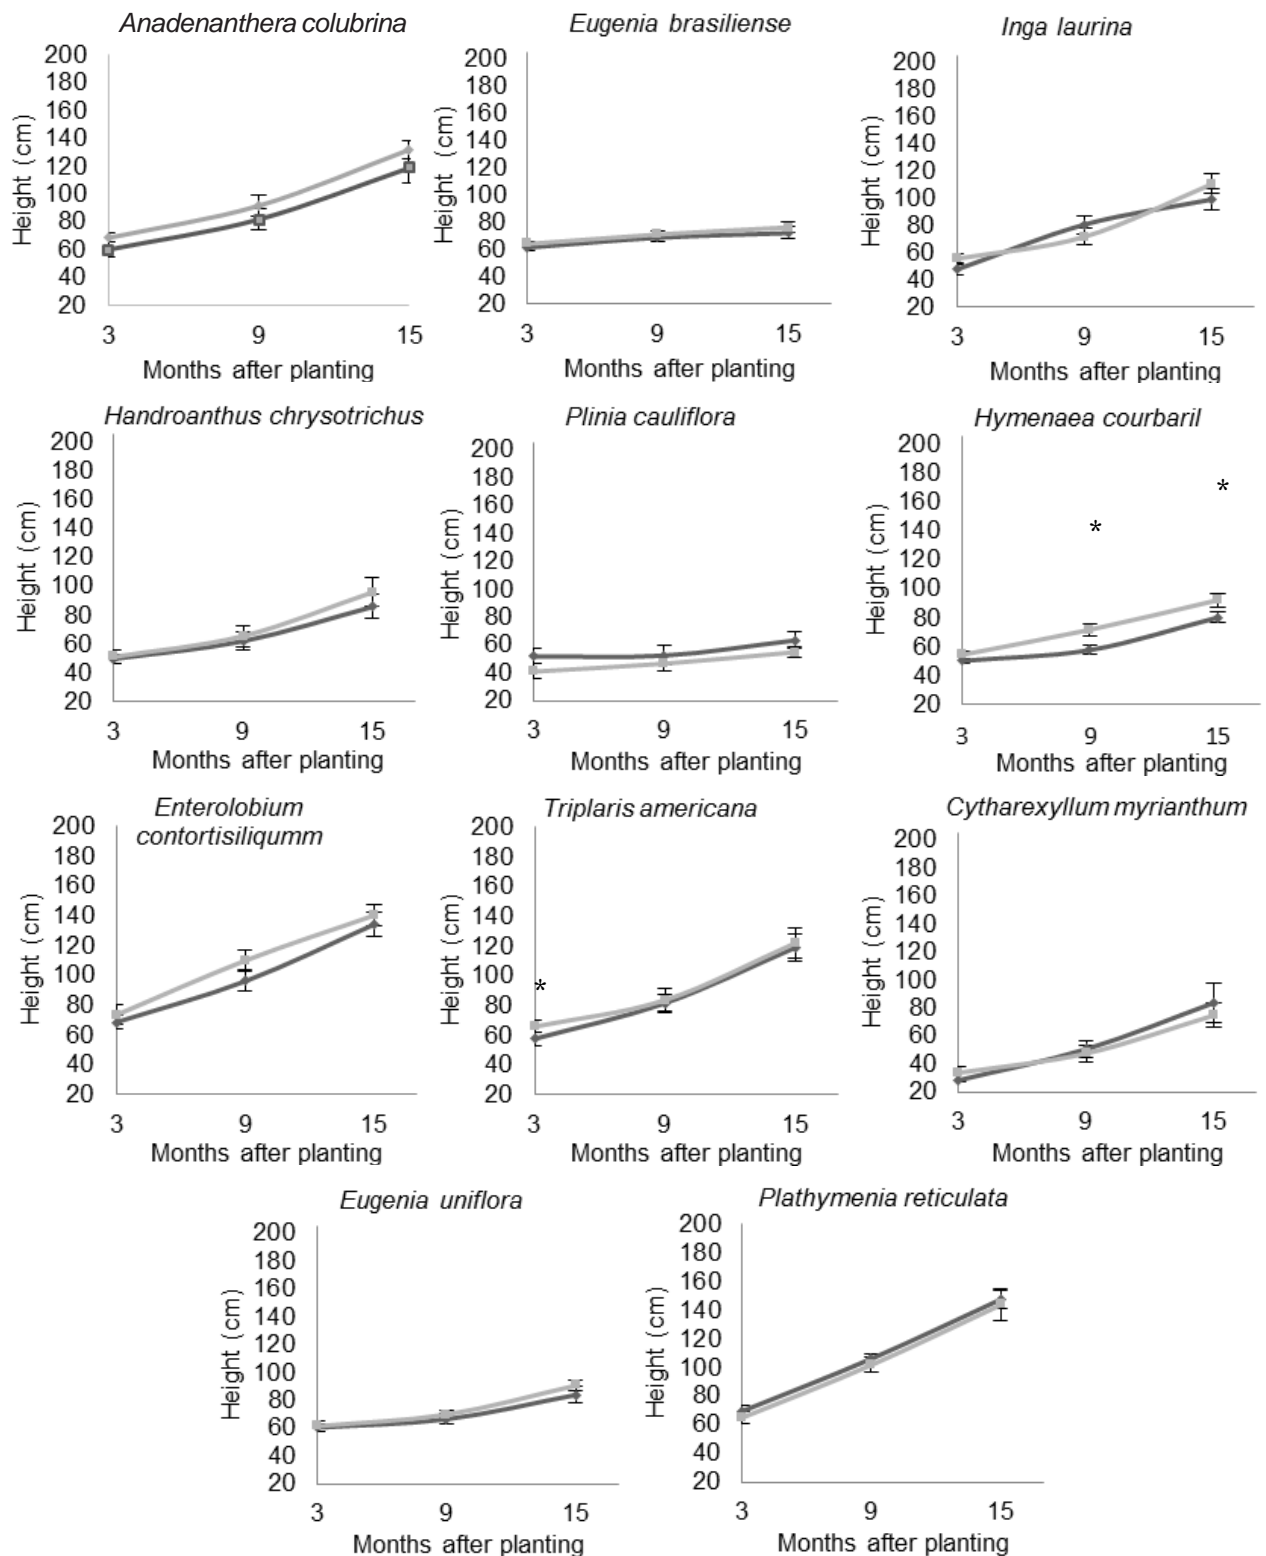 Anadenanthera colubrina
200
180
160
140
120
100
80
60
40
20
Height (cm)
3 9 15
Months after planting
Eugenia brasiliense
200
180
160
140
120
100
80
60
40
20
Height (cm)
3 9 15
Months after planting
Inga laurina
200
180
160
140
120
100
80
60
40
20
Height (cm)
3 9 15
Months after planting
Handroanthus chrysotrichus
200
180
160
140
120
100
80
60
40
20
Height (cm)
3 9 15
Months after planting
Plinia cauliflora
200
180
160
140
120
100
80
60
40
20
Height (cm)
3 9 15
Months after planting
Hymenaea courbaril
200
180
160
140
120
100
80
60
40
20
Height (cm)
*
*
3 9 15
Months after planting
Enterolobium
contortisiliqumm
200
180
160
140
120
100
80
60
40
20
Height (cm)
3 9 15
Months after planting
Triplaris americana
200
180
160
140
120
100
80
60
40
20
Height (cm)
*
3 9 15
Months after planting
Cytharexyllum myrianthum
200
180
160
140
120
100
80
60
40
20
Height (cm)
3 9 15
Months after planting
Eugenia uniflora
200
180
160
140
120
100
80
60
40
20
Height (cm)
3 9 15
Months after planting
Plathymenia reticulata
200
180
160
140
120
100
80
60
40
20
Height (cm)
3 9 15
Months after planting